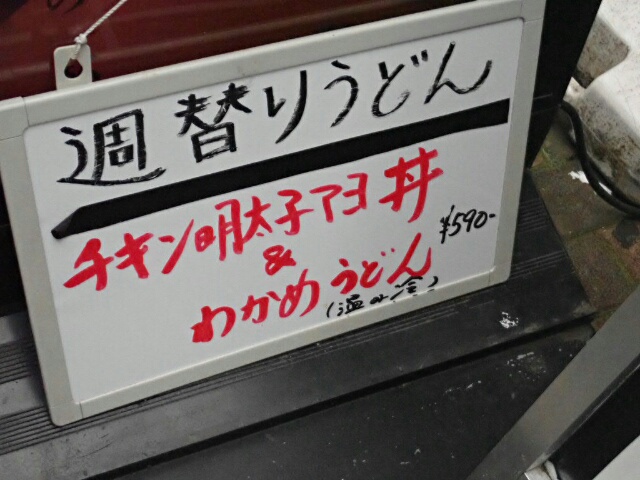 週替りうどん
チキン明太子マヨ丼
&
わかめうどん
¥590-
(温or冷)